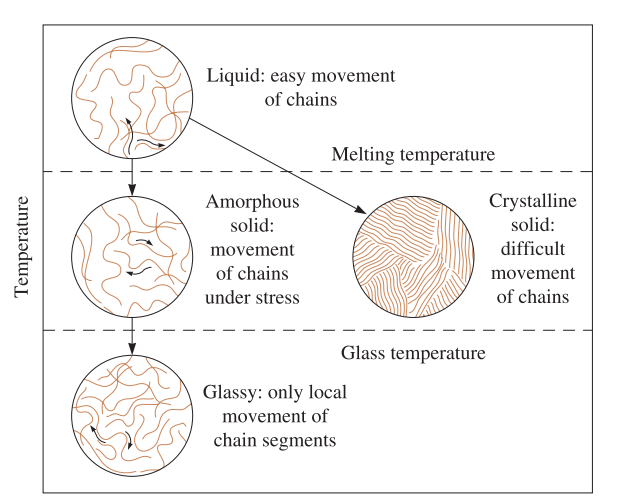 Liquid: easy movement
of chains
Melting temperature
Temperature
Amorphous
solid:
movement
of chains
under stress
Crystalline
solid:
difficult
movement
of chains
Glass temperature
Glassy: only local
movement of
chain segments